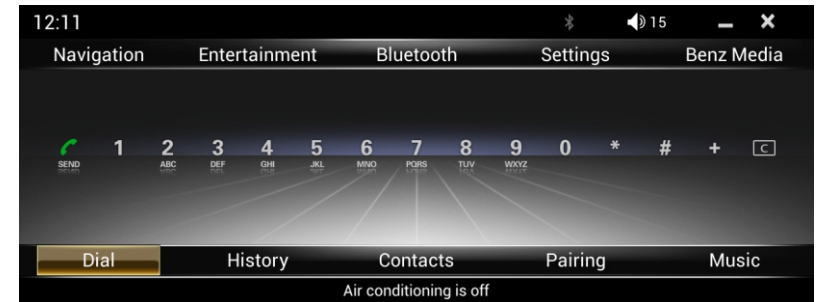 12:11 15
Navigation Entertainment Bluetooth Settings Benz Media
1 2 3 4 5 6 7 8 9 0 * # + C
SEND ABC DEF GHI JKL MNO PQRS TUV WXYZ
Dial History Contacts Pairing Music
Air conditioning is off